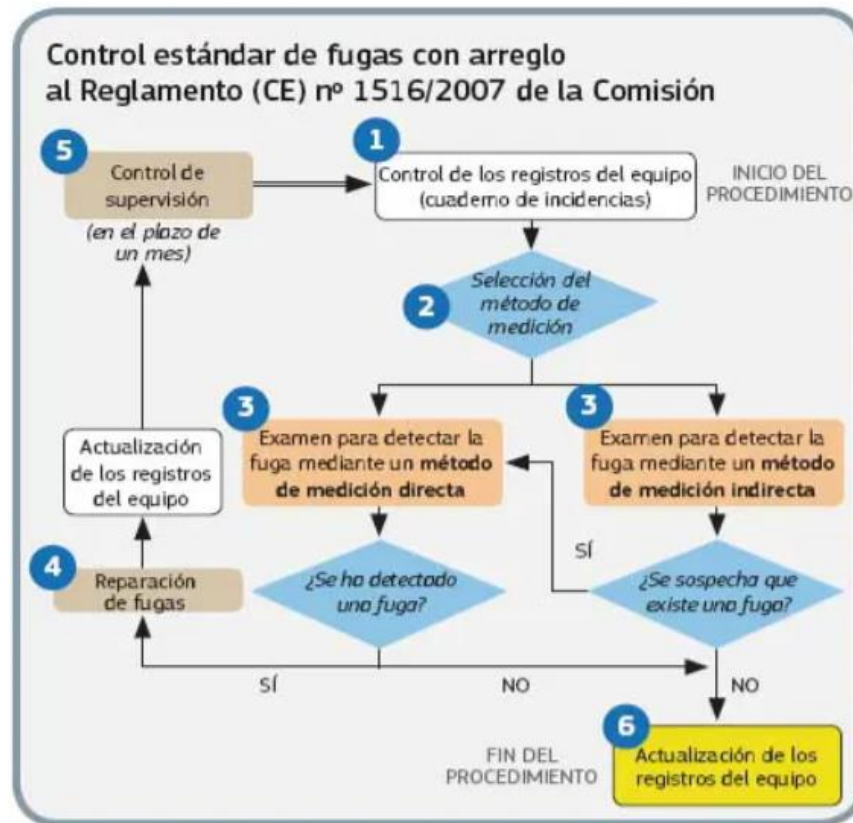 Control estándar de fugas con arreglo
al Reglamento (CE) nº 1516/2007 de la Comisión
5
Control de
supervisión
(en el plazo de
un mes)
1
Control de los registros del equipo
(cuaderno de incidencias)
INICIO DEL
PROCEDIMIENTO
2
Selección del
método de
medición
3
Examen para detectar la
fuga mediante un método
de medición directa
3
Examen para detectar la
fuga mediante un método
de medición indirecta
Actualización
de los registros
del equipo
4
Reparación
de fugas
¿Se ha detectado
una fuga?
SÍ
¿Se sospecha que
existe una fuga?
SÍ
NO
NO
6
Actualización de los
registros del equipo
FIN DEL
PROCEDIMIENTO